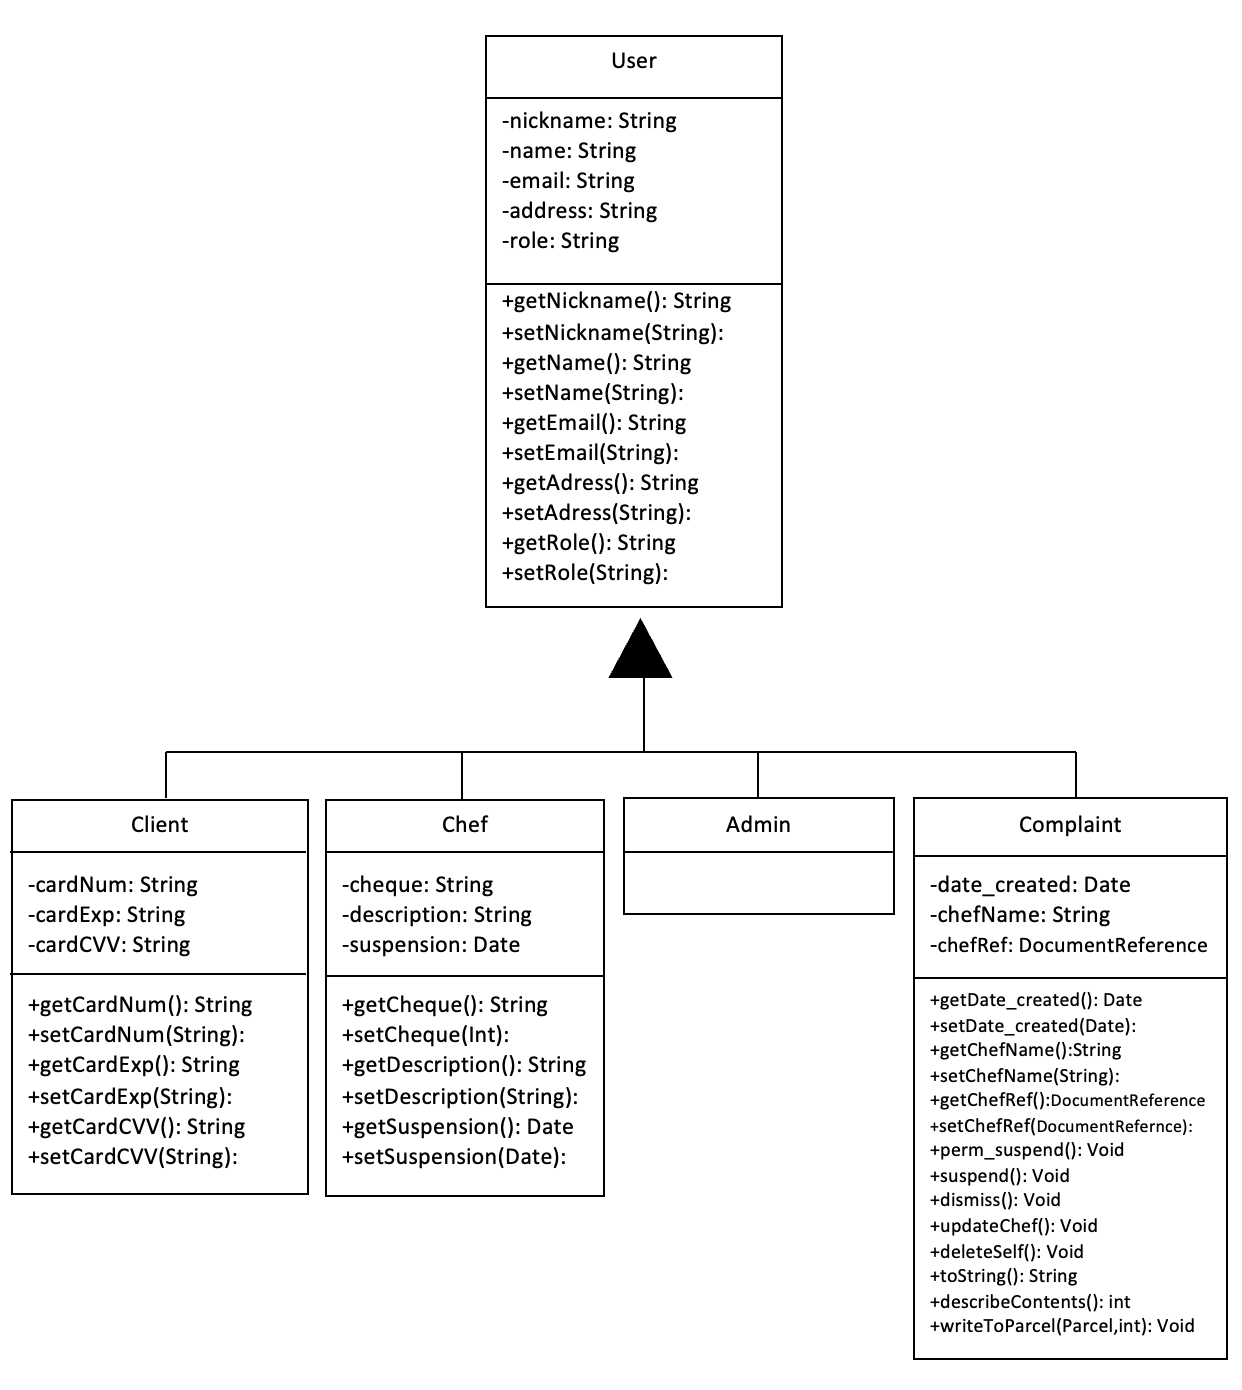 User
-nickname: String
-name: String
-email: String
-address: String
-role: String
+getNickname(): String
+setNickname(String):
+getName(): String
+setName(String):
+getEmail(): String
+setEmail(String):
+getAdress(): String
+setAdress(String):
+getRole(): String
+setRole(String):
Client
-cardNum: String
-cardExp: String
-cardCVV: String
+getCardNum(): String
+setCardNum(String):
+getCardExp(): String
+setCardExp(String):
+getCardCVV(): String
+setCardCVV(String):
Chef
-cheque: String
-description: String
-suspension: Date
+getCheque(): String
+setCheque(Int):
+getDescription(): String
+setDescription(String):
+getSuspension(): Date
+setSuspension(Date):
Admin
Complaint
-date_created: Date
-chefName: String
-chefRef: DocumentReference
+getDate_created(): Date
+setDate_created(Date):
+getChefName():String
+setChefName(String):
+getChefRef():DocumentReference
+setChefRef(DocumentRefernce):
+perm_suspend(): Void
+suspend(): Void
+dismiss(): Void
+updateChef(): Void
+deleteSelf(): Void
+toString(): String
+describeContents(): int
+writeToParcel(Parcel,int): Void